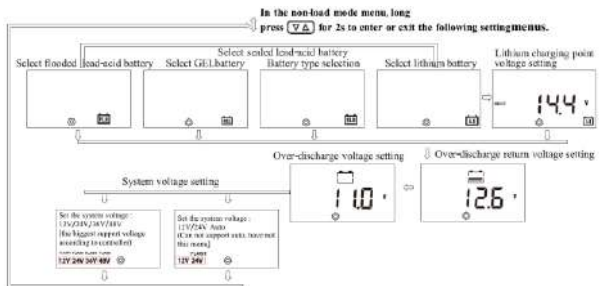 In the non-load mode menu, long
press ▽ △ for 2s to enter or exit the following settingmenus.
Select sealed lead-acid battery
Select flooded lead-acid battery
Select GELbattery
Battery type selection
Select lithium battery
Lithium charging point
voltage setting
14.4 v
Over-discharge voltage setting
Over-discharge return voltage setting
System voltage setting
11.0 v
12.6 v
Set the system voltage :
12V/24V/36V/48V
[the biggest support voltage
according to controller]
12V 24V 36V 48V
Set the system voltage :
12V/24V Auto
(Can not support auto, have not
this menu]
12V 24V